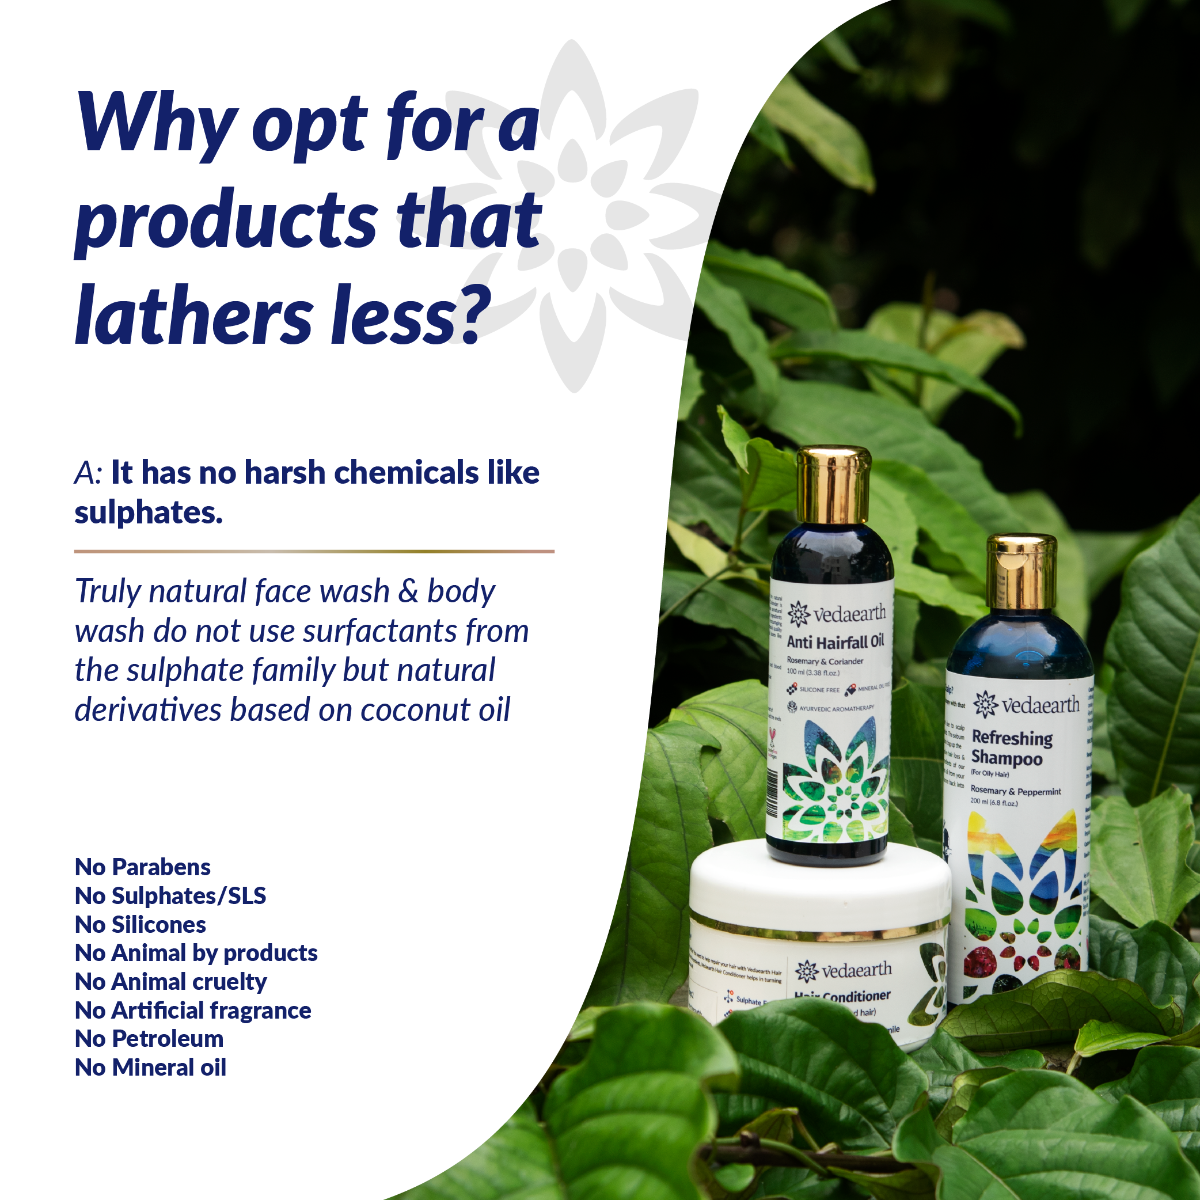 Why opt for a
products that
lathers less?
A: It has no harsh chemicals like
sulphates.
Truly natural face wash & body
wash do not use surfactants from
the sulphate family but natural
derivatives based on coconut oil
No Parabens
No Sulphates/SLS
No Silicones
No Animal by products
No Animal cruelty
No Artificial fragrance
No Petroleum
No Mineral oil
vedaearth
Anti Hairfall Oil
Rosemary & Coriander
100 ml (3.38 fl.oz.)
SILICONE FREE MINERAL OIL
AYURVEDIC AROMATHERAPY
vedaearth
Refreshing
Shampoo
(For Oily Hair)
Rosemary & Peppermint
200 ml (6.8 fl.oz.)
vedaearth
Hair Conditioner
hair)
Sulphate